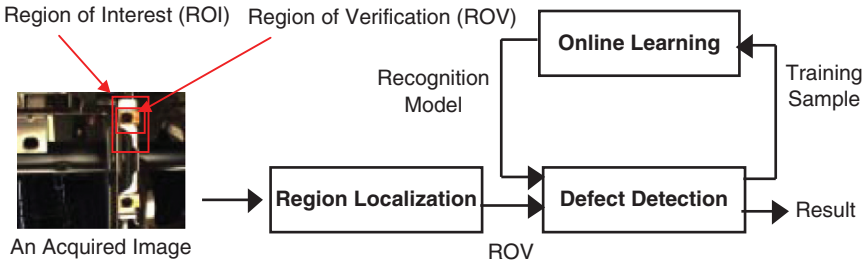 Region of Interest (ROI)
Region of Verification (ROV)
Online Learning
Recognition
Model
Training
Sample
Region Localization
Defect Detection
Result
An Acquired Image
ROV